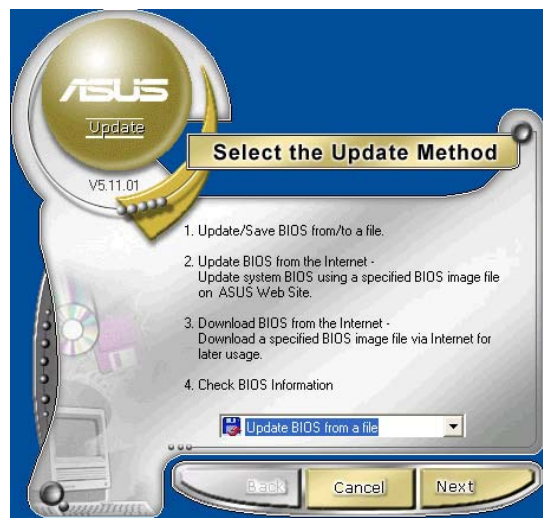 ASUS
Update
V5.11.01
Select the Update Method
1. Update/Save BIOS from/to a file.
2. Update BIOS from the Internet -
Update system BIOS using a specified BIOS image file
on ASUS Web Site.
3. Download BIOS from the Internet -
Download a specified BIOS image file via Internet for
later usage.
4. Check BIOS Information
Update BIOS from a file
Back
Cancel
Next